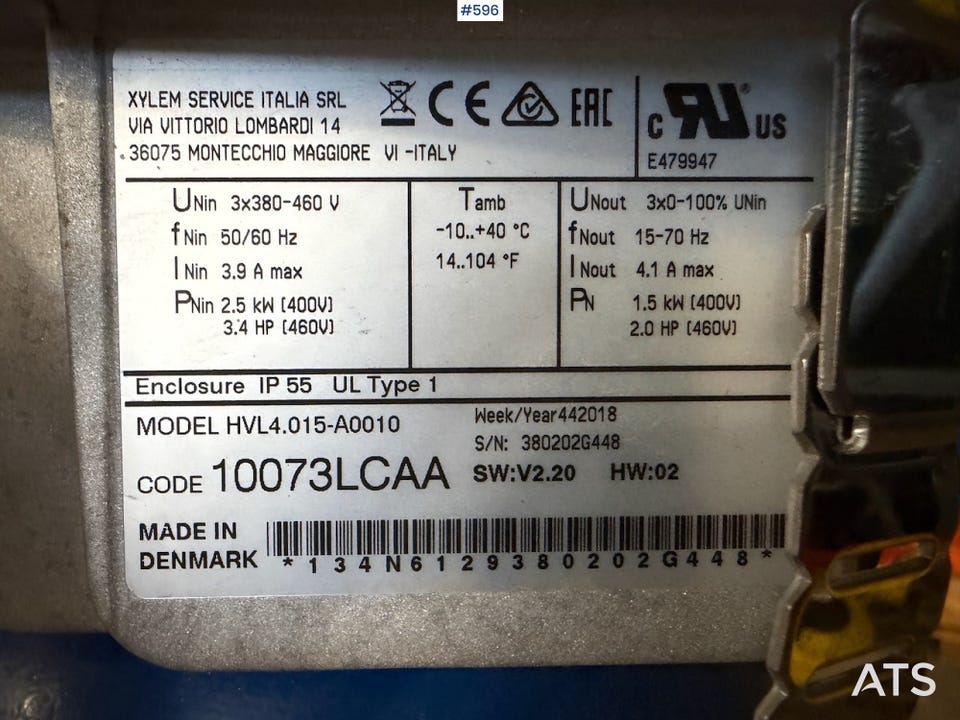 #596
XYLEM SERVICE ITALIA SRL
VIA VITTORIO LOMBARDI 14
36075 MONTECCHIO MAGGIORE VI -ITALY
CE
EAC
c RU ® US
E479947
UNin 3x380-460 V
fNin 50/60 Hz
INin 3.9 A max
PNin 2.5 kW (400V)
3.4 HP (460V)
Tamb
-10..+40 °C
14..104 °F
UNout 3x0-100% UNin
fNout 15-70 Hz
INout 4.1 A max
PN 1.5 kW (400V)
2.0 HP (460V)
Enclosure IP 55 UL Type 1
MODEL HVL4.015-A0010
Week/Year442018
S/N: 380202G448
CODE 10073LCAA
SW:V2.20 HW:02
MADE IN
DENMARK
*134N6129380202G448*
ATS